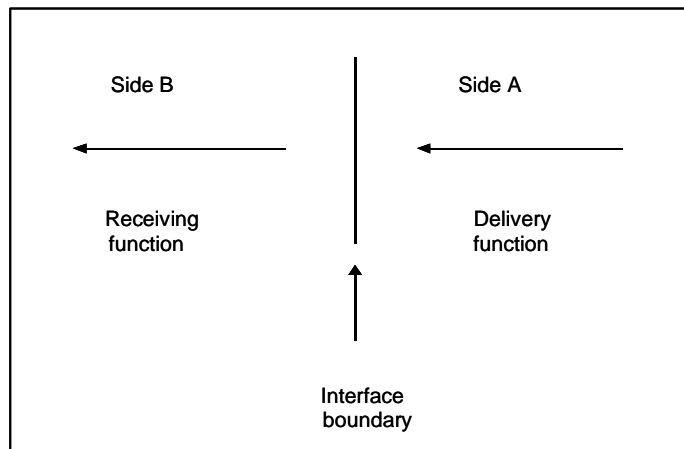 Side B
Side A
Receiving
function
Delivery
function
Interface
boundary